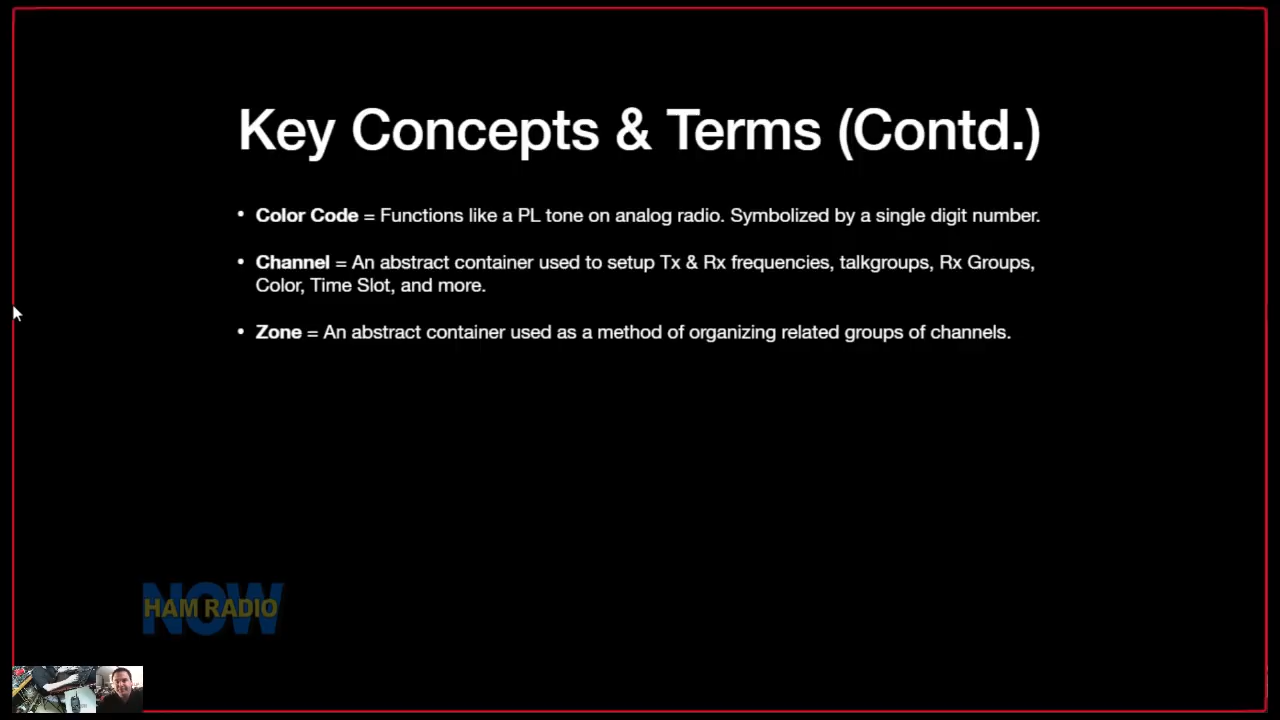 Key Concepts & Terms (Contd.)
• Color Code = Functions like a PL tone on analog radio. Symbolized by a single digit number.
• Channel = An abstract container used to setup Tx & Rx frequencies, talkgroups, Rx Groups,
Color, Time Slot, and more.
• Zone = An abstract container used as a method of organizing related groups of channels.
NOW
HAM RADIO